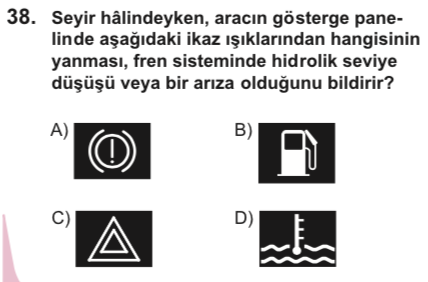 38. Seyir hâlindeyken, aracın gösterge pane-
linde aşağıdaki ikaz ışıklarından hangisinin
yanması, fren sisteminde hidrolik seviye
düşüşü veya bir arıza olduğunu bildirir?
A) (!) B)
C) D)